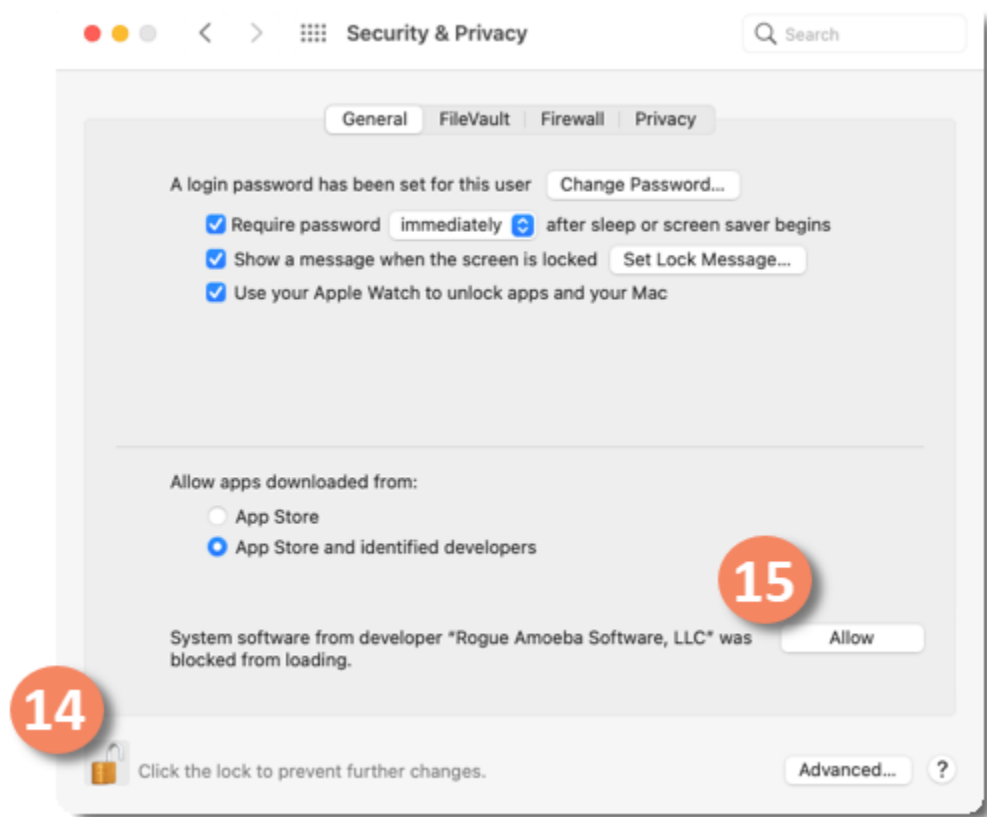 Security & Privacy
Search
General FileVault Firewall Privacy
A login password has been set for this user Change Password...
Require password immediately after sleep or screen saver begins
Show a message when the screen is locked Set Lock Message...
Use your Apple Watch to unlock apps and your Mac
Allow apps downloaded from:
App Store
App Store and identified developers
15
System software from developer “Rogue Amoeba Software, LLC” was Allow
blocked from loading.
14
Click the lock to prevent further changes. Advanced... ?